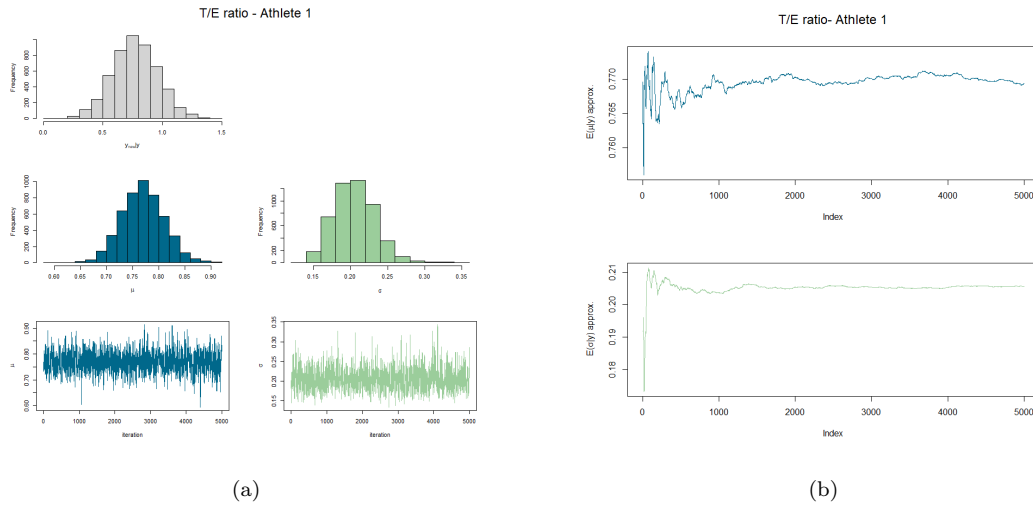 T/E ratio - Athlete 1
Frequency
0 200 400 600 800
0.0 0.5 1.0 1.5
Frequency
0 200 400 600 800 1000
0.60 0.65 0.70 0.75 0.80 0.85 0.90
μ
Frequency
0 200 400 600 1000
0.15 0.20 0.25 0.30 0.35
σ
μ
0.60 0.70 0.80 0.90
0 1000 2000 3000 4000 5000
iteration
σ
0.15 0.20 0.25 0.30 0.35
0 1000 2000 3000 4000 5000
iteration
(a)
T/E ratio- Athlete 1
E(μ|y) approx.
0.760 0.765 0.770
0 1000 2000 3000 4000 5000
Index
E(σ|y) approx.
0.18 0.19 0.20 0.21
0 1000 2000 3000 4000 5000
Index
(b)